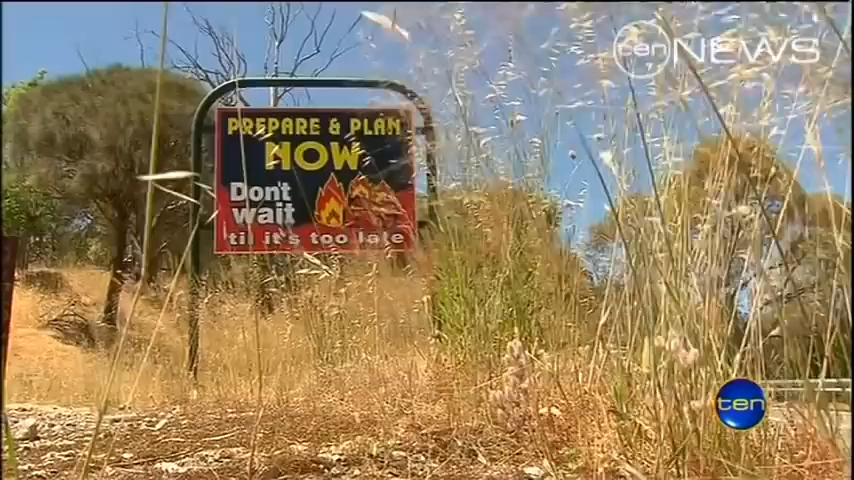 ten NEWS
PREPARE & PLAN
NOW
Don't
wait
til it's too late
ten